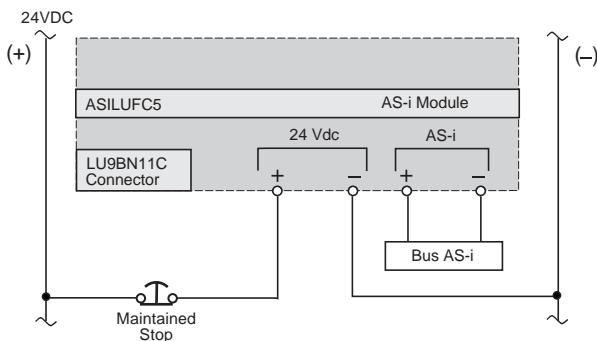 24VDC
(+)
(–)
ASILUFC5 AS-i Module
24 Vdc AS-i
LU9BN11C
Connector
+ – + –
Bus AS-i
Maintained
Stop